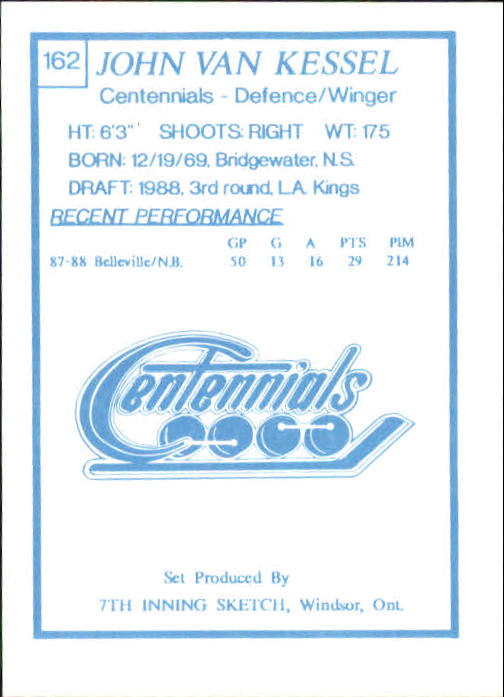 162 JOHN VAN KESSEL
Centennials - Defence/Winger
HT: 6'3" SHOOTS: RIGHT WT: 175
BORN: 12/19/69, Bridgewater, N.S.
DRAFT: 1988, 3rd round, L.A. Kings
RECENT PERFORMANCE
GP G A PTS PIM
87-88 Belleville/N.B. 50 13 16 29 214
Centennials
Set Produced By
7TH INNING SKETCH, Windsor, Ont.